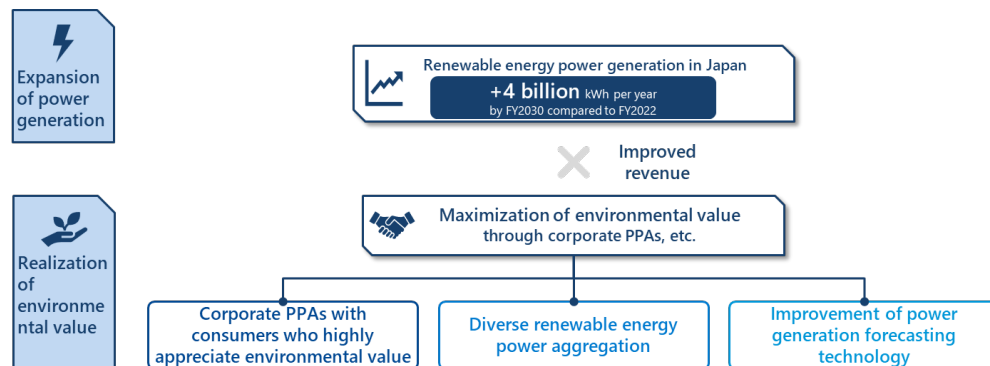 Expansion
of power
generation
Renewable energy power generation in Japan
+4 billion kWh per year
by FY2030 compared to FY2022
Improved
revenue
Realization
of
environme
ntal value
Maximization of environmental value
through corporate PPAs, etc.
Corporate PPAs with
consumers who highly
appreciate environmental value
Diverse renewable energy
power aggregation
Improvement of power
generation forecasting
technology